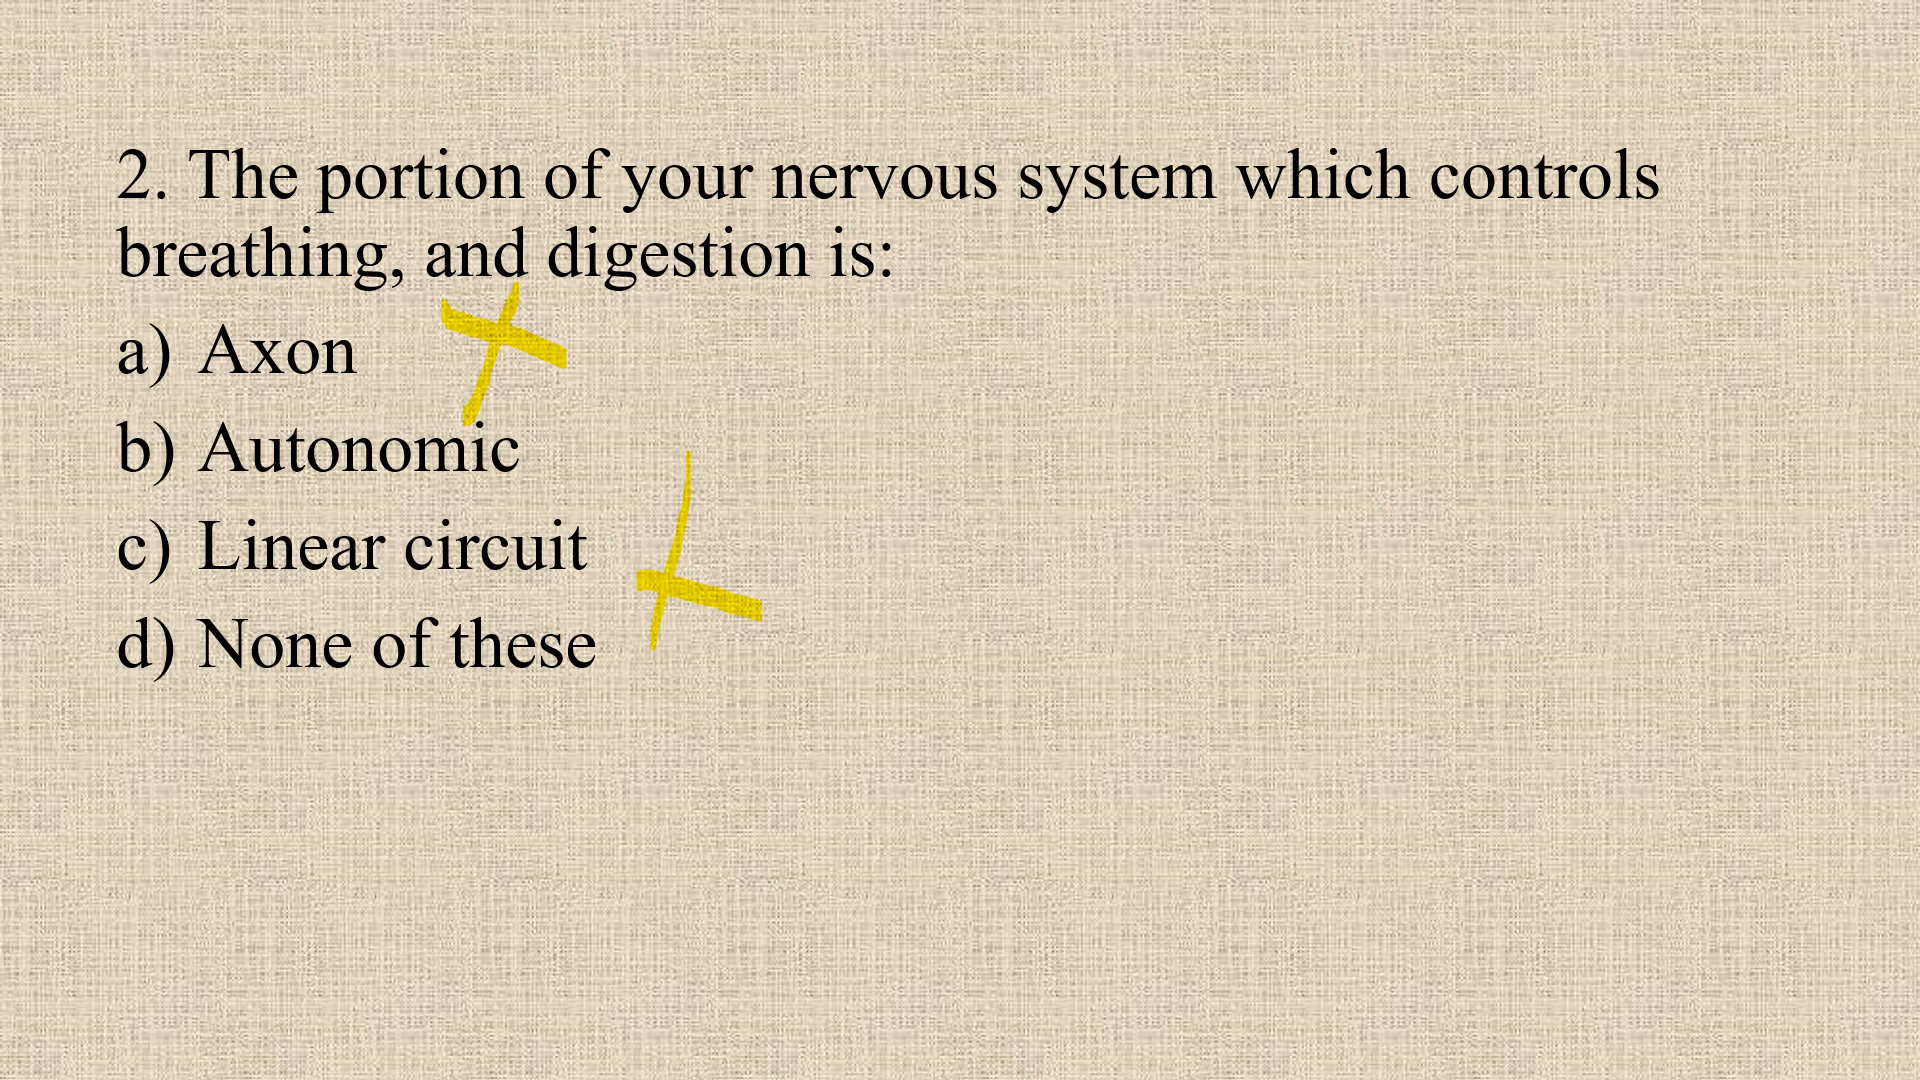 2. The portion of your nervous system which controls
breathing, and digestion is:
a) Axon
b) Autonomic
c) Linear circuit
d) None of these